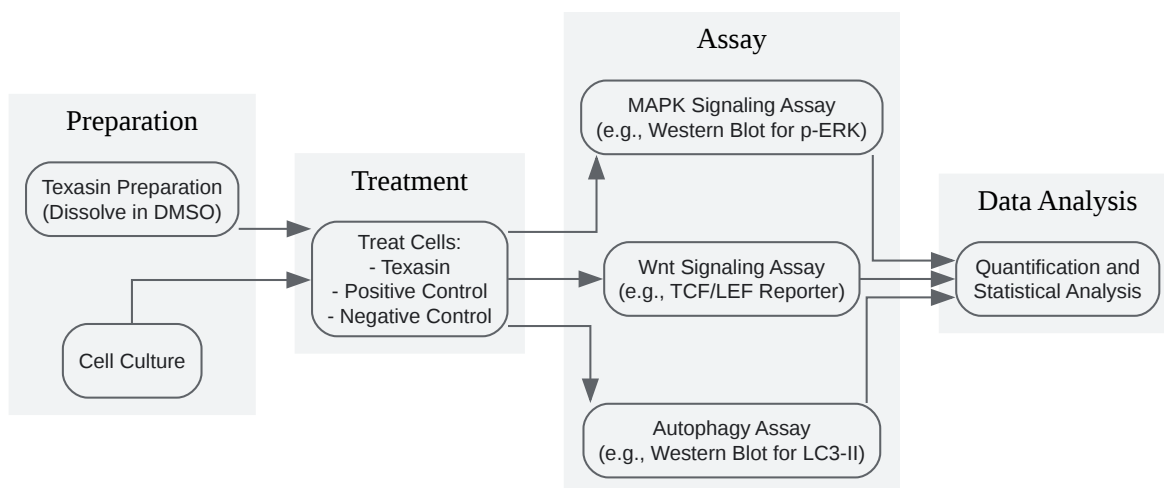 Preparation
Texasin Preparation
(Dissolve in DMSO)
Cell Culture
Treatment
Treat Cells:
- Texasin
- Positive Control
- Negative Control
Assay
MAPK Signaling Assay
(e.g., Western Blot for p-ERK)
Wnt Signaling Assay
(e.g., TCF/LEF Reporter)
Autophagy Assay
(e.g., Western Blot for LC3-II)
Data Analysis
Quantification and
Statistical Analysis